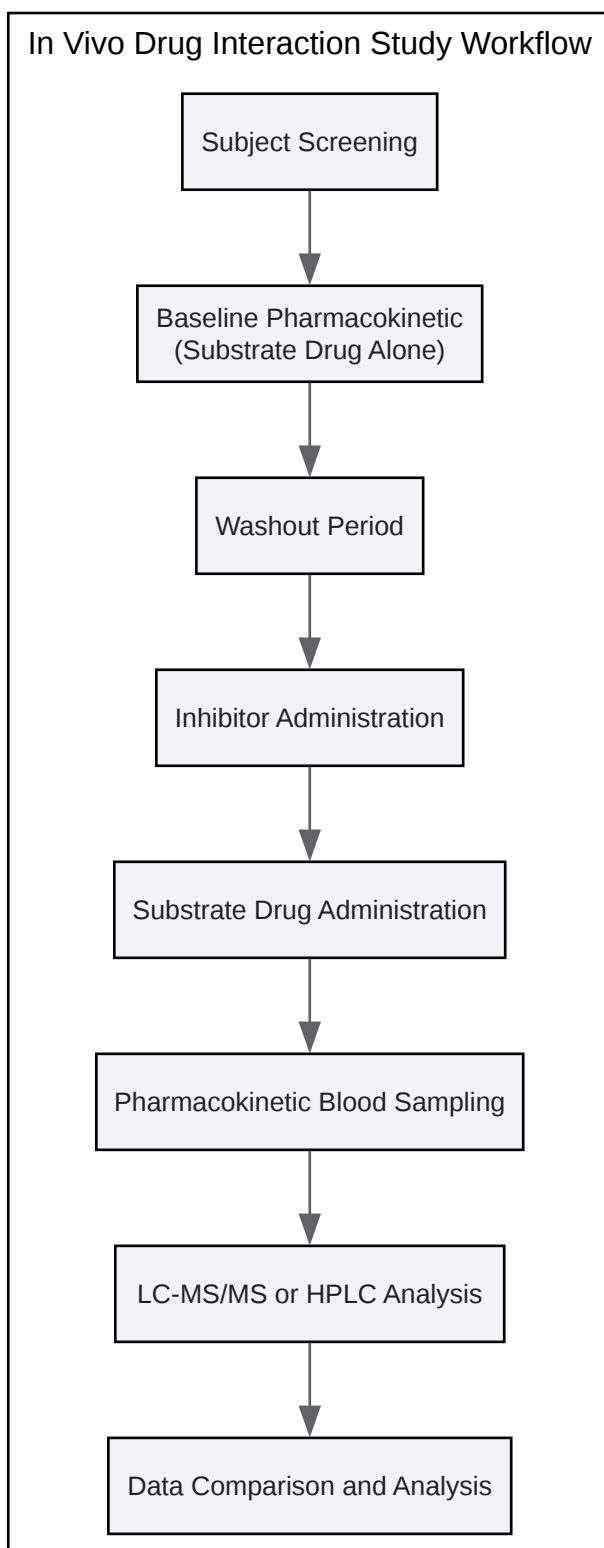 In Vivo Drug Interaction Study Workflow
Subject Screening
Baseline Pharmacokinetic
(Substrate Drug Alone)
Washout Period
Inhibitor Administration
Substrate Drug Administration
Pharmacokinetic Blood Sampling
LC-MS/MS or HPLC Analysis
Data Comparison and Analysis